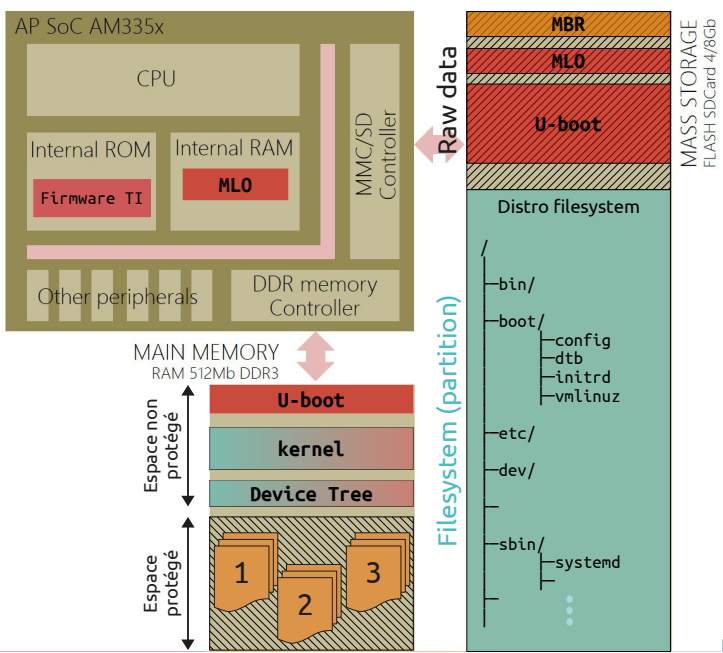 AP SoC AM335x
CPU
Internal ROM
Firmware TI
Internal RAM
MLO
MMC/SD
Controller
Other peripherals
DDR memory
Controller
MAIN MEMORY
RAM 512Mb DDR3
Espace non
protégé
U-boot
kernel
Device Tree
Espace
protégé
1
2
3
Raw data
MBR
MLO
U-boot
MASS STORAGE
FLASH SDCard 4/8Gb
Filesystem (partition)
Distro filesystem
/
bin/
boot/
config
dtb
initrd
vmlinuz
etc/
dev/
sbin/
systemd